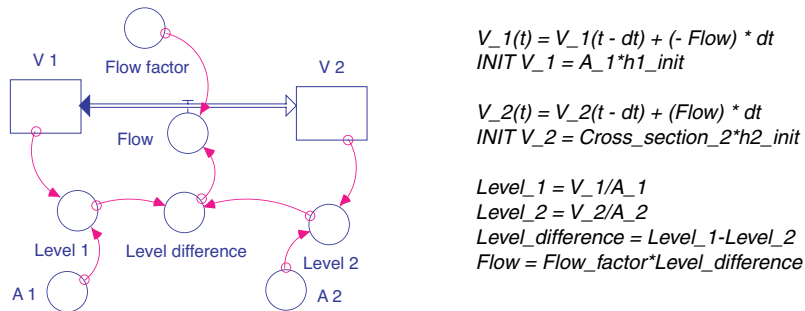 V 1
Flow factor
V 2
Flow
Level 1
Level difference
Level 2
A 1
A 2
V_1(t) = V_1(t - dt) + (- Flow) * dt
INIT V_1 = A_1*h1_init
V_2(t) = V_2(t - dt) + (Flow) * dt
INIT V_2 = Cross_section_2*h2_init
Level_1 = V_1/A_1
Level_2 = V_2/A_2
Level_difference = Level_1-Level_2
Flow = Flow_factor*Level_difference